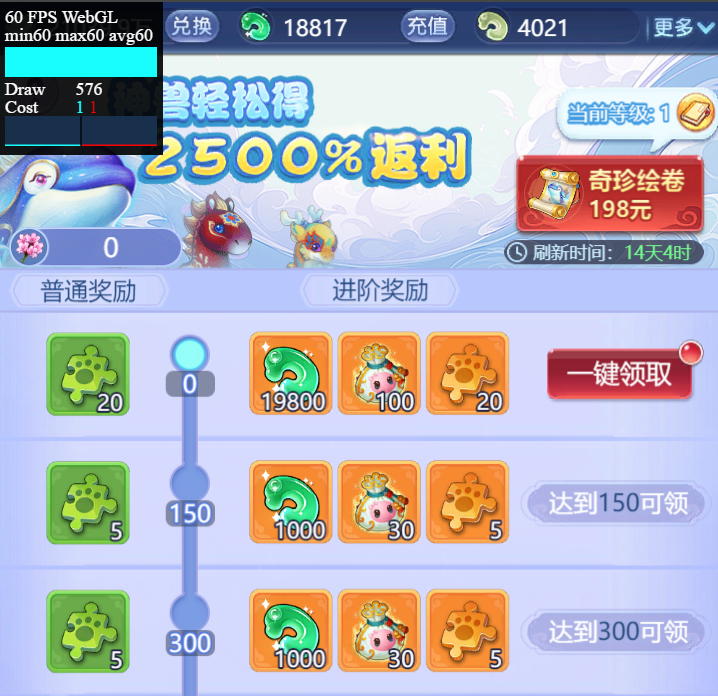 60 FPS WebGL
min60 max60 avg60
Draw 576
Cost 1 1
兑换 18817 充值 4021 更多
兽轻松得
2500%返利
当前等级: 1
奇珍绘卷
198元
0
刷新时间: 14天4时
普通奖励 进阶奖励
20 0 19800 100 20 一键领取
5 150 1000 30 5 达到150可领
5 300 1000 30 5 达到300可领